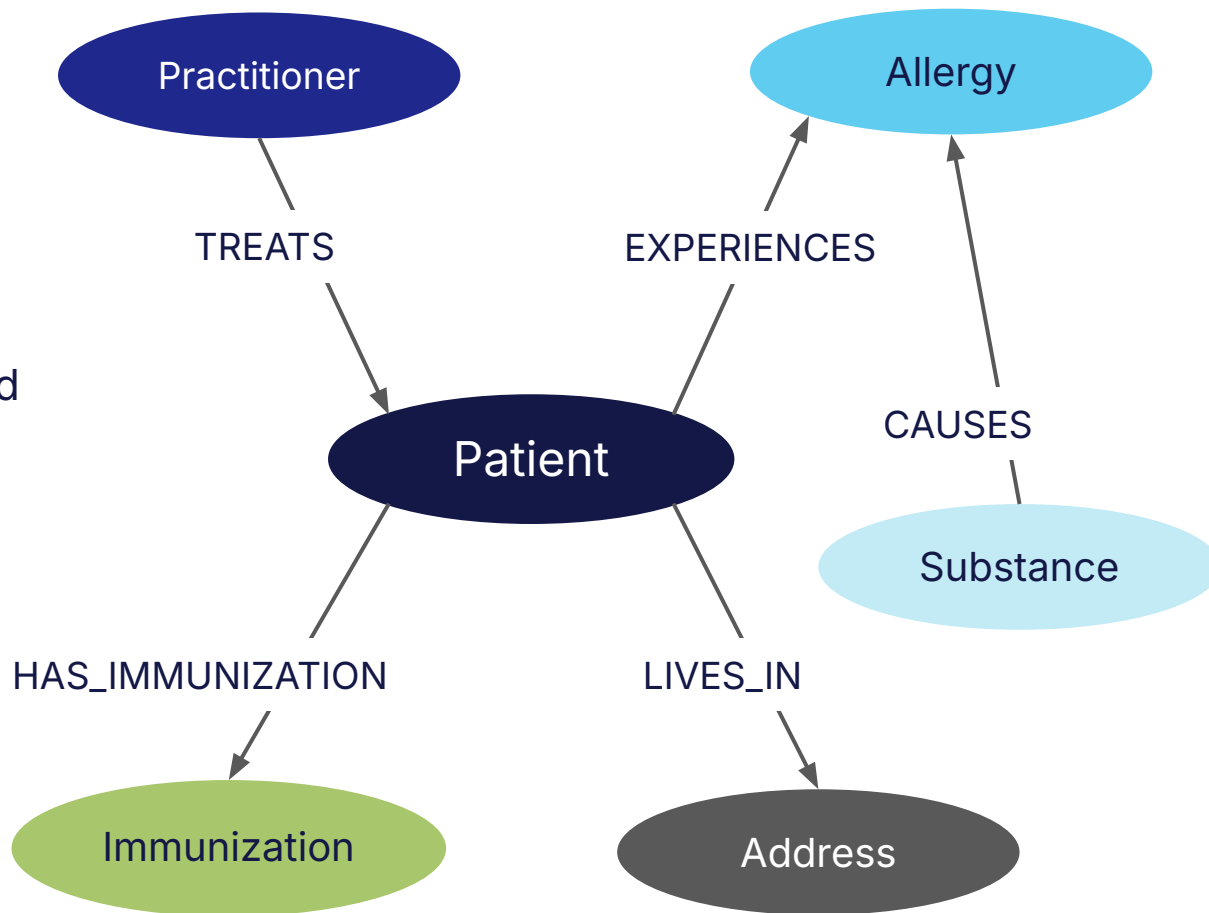 Practitioner
Allergy
TREATS
EXPERIENCES
d
CAUSES
Patient
Substance
HAS_IMMUNIZATION
LIVES_IN
Immunization
Address